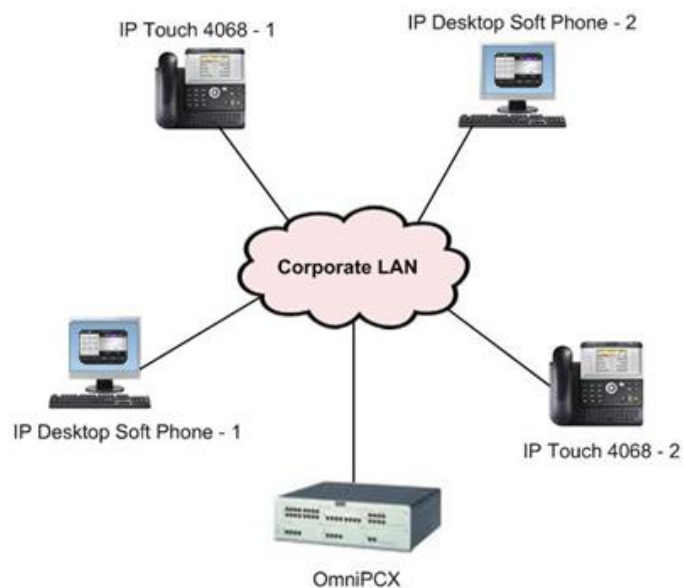 IP Touch 4068 - 1
IP Desktop Soft Phone - 2
Corporate LAN
IP Desktop Soft Phone - 1
IP Touch 4068 - 2
OmniPCX